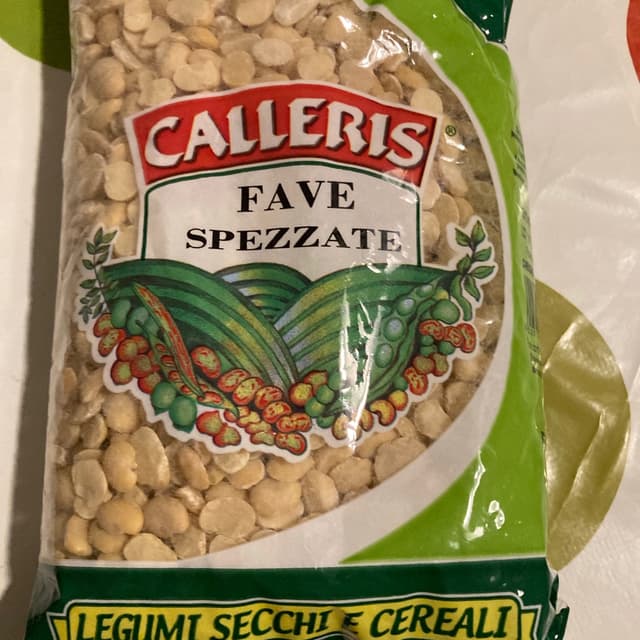 CALLERIS®
FAVE
SPEZZATE
LEGUMI SECCHI E CEREALI